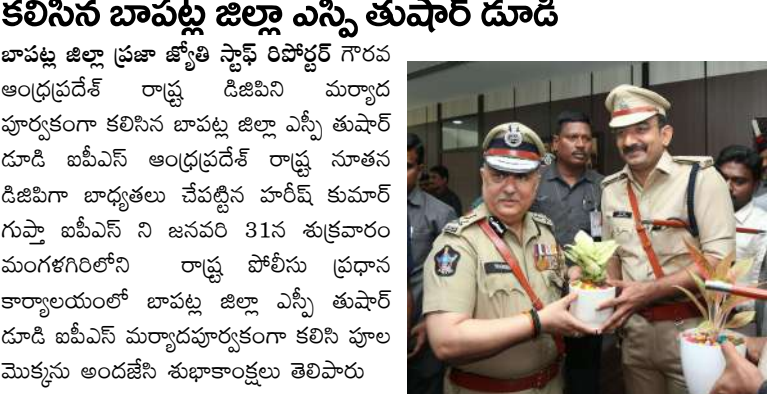 కలిసిన బాపట్ల జిల్లా ఎస్పీ తుషార్ డూడి
బాపట్ల జిల్లా ప్రజా జ్యోతి స్టాఫ్ రిపోర్టర్ గౌరవ
ఆంధ్రప్రదేశ్ రాష్ట్ర డిజిపిని మర్యాద
పూర్వకంగా కలిసిన బాపట్ల జిల్లా ఎస్పీ తుషార్
డూడి ఐపీఎస్ ఆంధ్రప్రదేశ్ రాష్ట్ర నూతన
డిజిపిగా బాధ్యతలు చేపట్టిన హరీష్ కుమార్
గుప్తా ఐపీఎస్ ని జనవరి 31న శుక్రవారం
మంగళగిరిలోని రాష్ట్ర పోలీసు ప్రధాన
కార్యాలయంలో బాపట్ల జిల్లా ఎస్పీ తుషార్
డూడి ఐపీఎస్ మర్యాదపూర్వకంగా కలిసి పూల
మొక్కను అందజేసి శుభాకాంక్షలు తెలిపారు